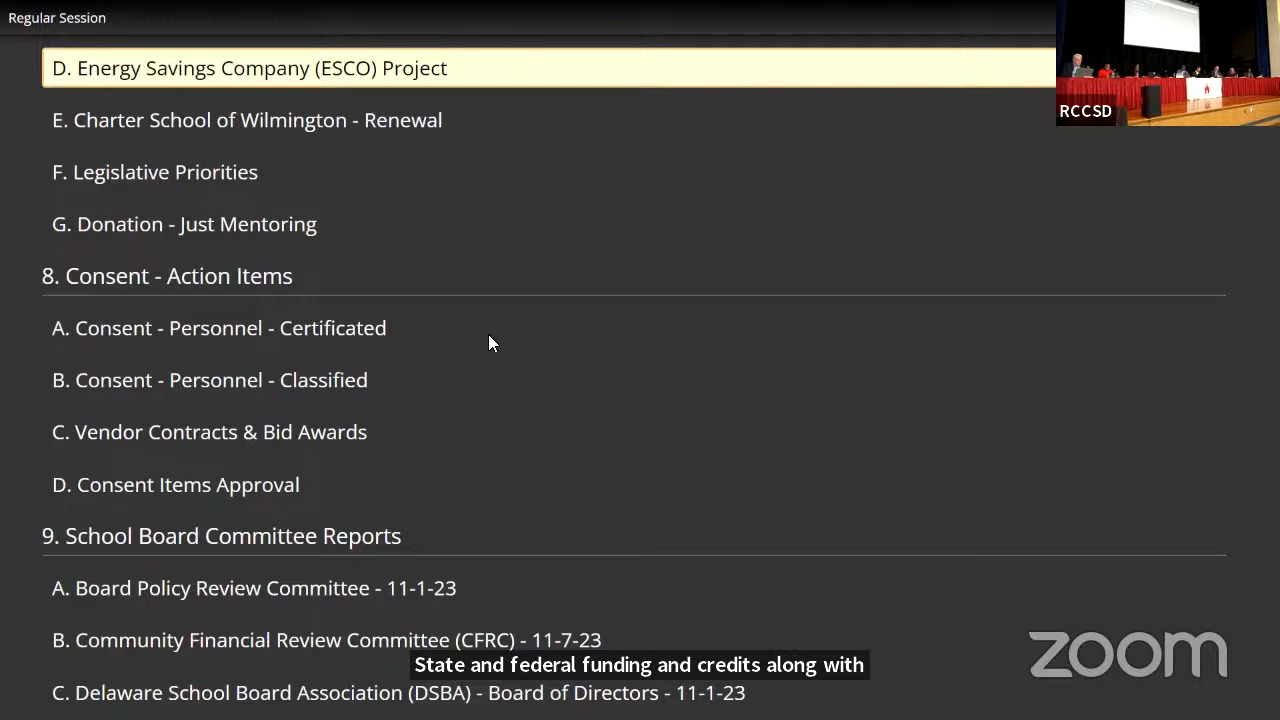 Regular Session
D. Energy Savings Company (ESCO) Project
RCCSD
E. Charter School of Wilmington - Renewal
F. Legislative Priorities
G. Donation - Just Mentoring
8. Consent - Action Items
A. Consent - Personnel - Certificated
B. Consent - Personnel - Classified
C. Vendor Contracts & Bid Awards
D. Consent Items Approval
9. School Board Committee Reports
A. Board Policy Review Committee - 11-1-23
B. Community Financial Review Committee (CFRC) - 11-7-23
State and federal funding and credits along with
zoom
C. Delaware School Board Association (DSBA) - Board of Directors - 11-1-23